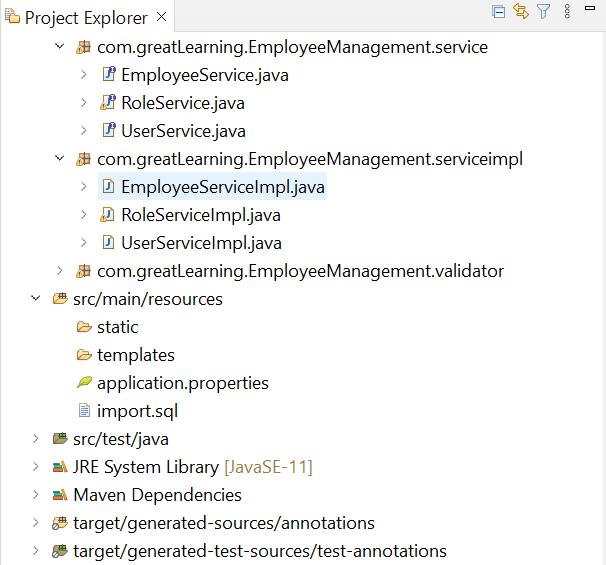 Project Explorer
com.greatLearning.EmployeeManagement.service
EmployeeService.java
RoleService.java
UserService.java
com.greatLearning.EmployeeManagement.serviceimpl
EmployeeServiceImpl.java
RoleServiceImpl.java
UserServiceImpl.java
com.greatLearning.EmployeeManagement.validator
src/main/resources
static
templates
application.properties
import.sql
src/test/java
JRE System Library [JavaSE-11]
Maven Dependencies
target/generated-sources/annotations
target/generated-test-sources/test-annotations